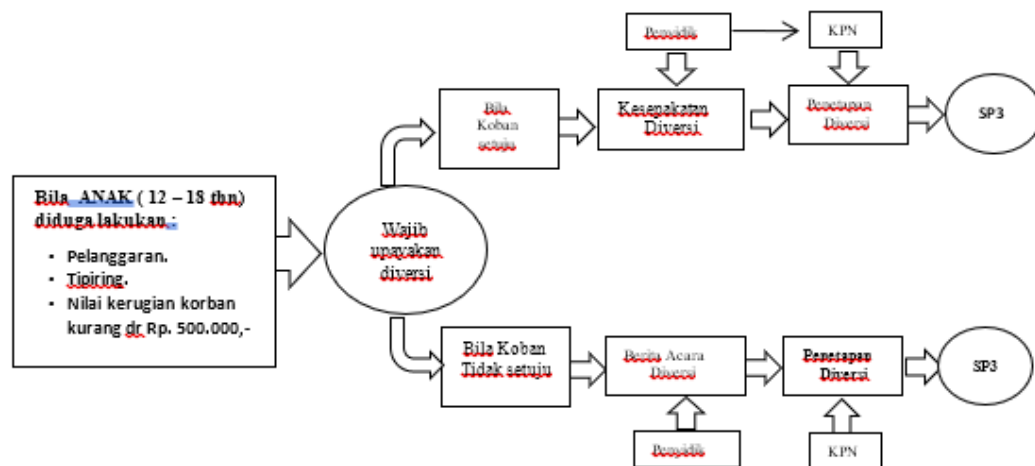 Penyidik
KPN
Bila
Koban
setuju
Kesepakatan
Diversi
Penetapan
Diversi
SP3
Bila ANAK ( 12 – 18 thn)
diduga lakukan :
• Pelanggaran.
• Tipiring.
• Nilai kerugian korban
kurang dr Rp. 500.000,-
Wajib
upayakan
diversi
Bila Koban
Tidak setuju
Berita Acara
Diversi
Penetapan
Diversi
SP3
Penyidik
KPN